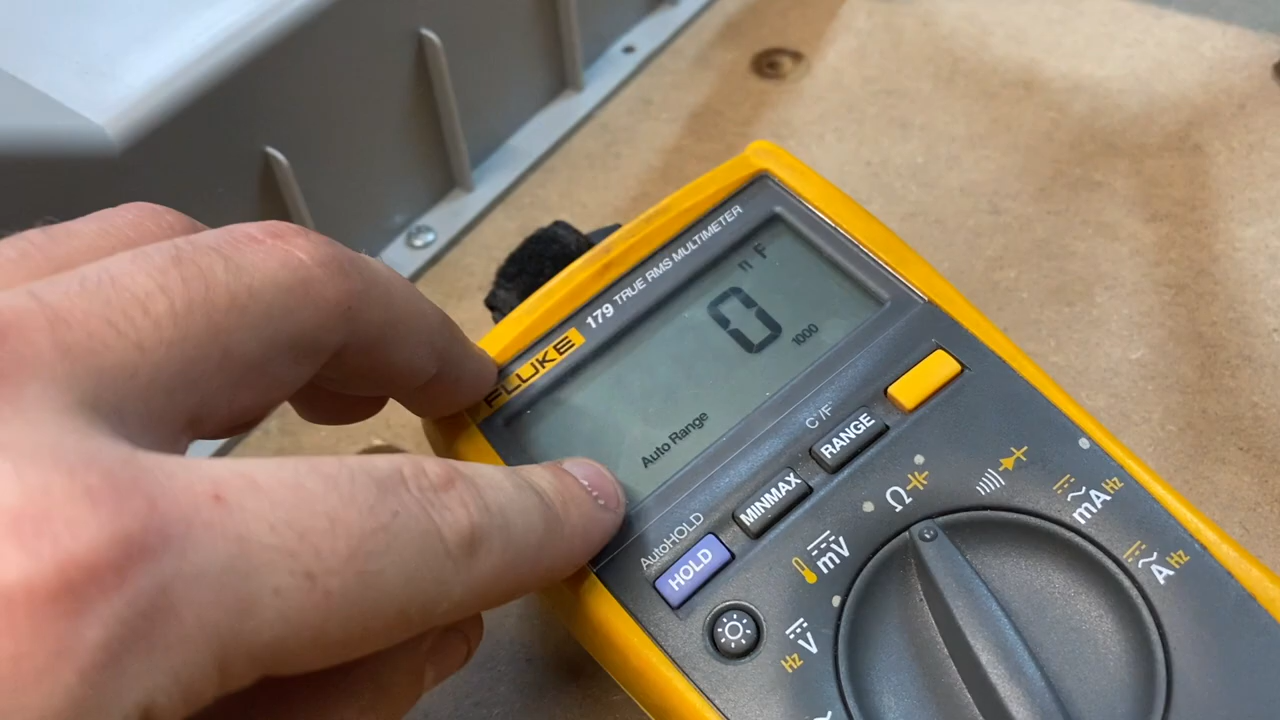 FLUKE 179 TRUE RMS MULTIMETER
n F
0
1000
Auto Range
C°/F
RANGE
MINMAX
AutoHOLD
HOLD
Ω
mV
mA Hz
A Hz
V
Hz